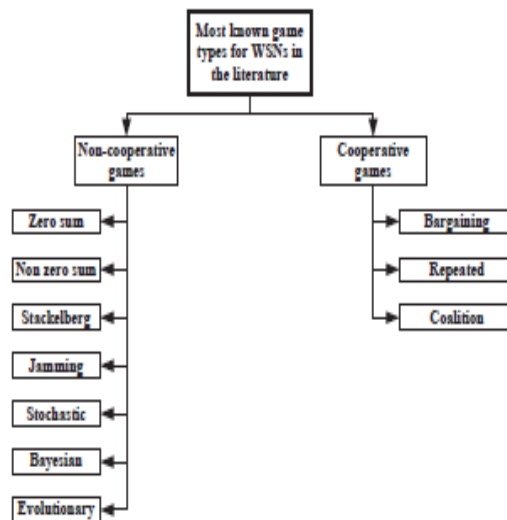 Most known game
types for WSNs in
the literature
Non-cooperative
games
Cooperative
games
Zero sum
Non zero sum
Stackelberg
Jamming
Stochastic
Bayesian
Evolutionary
Bargaining
Repeated
Coalition